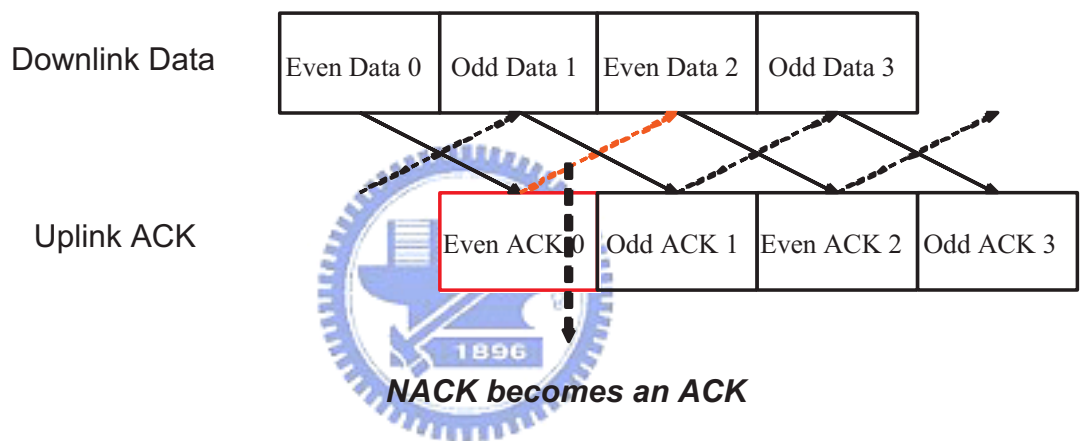 Downlink Data
Even Data 0
Odd Data 1
Even Data 2
Odd Data 3
Uplink ACK
Even ACK 0
Odd ACK 1
Even ACK 2
Odd ACK 3
1896
NACK becomes an ACK